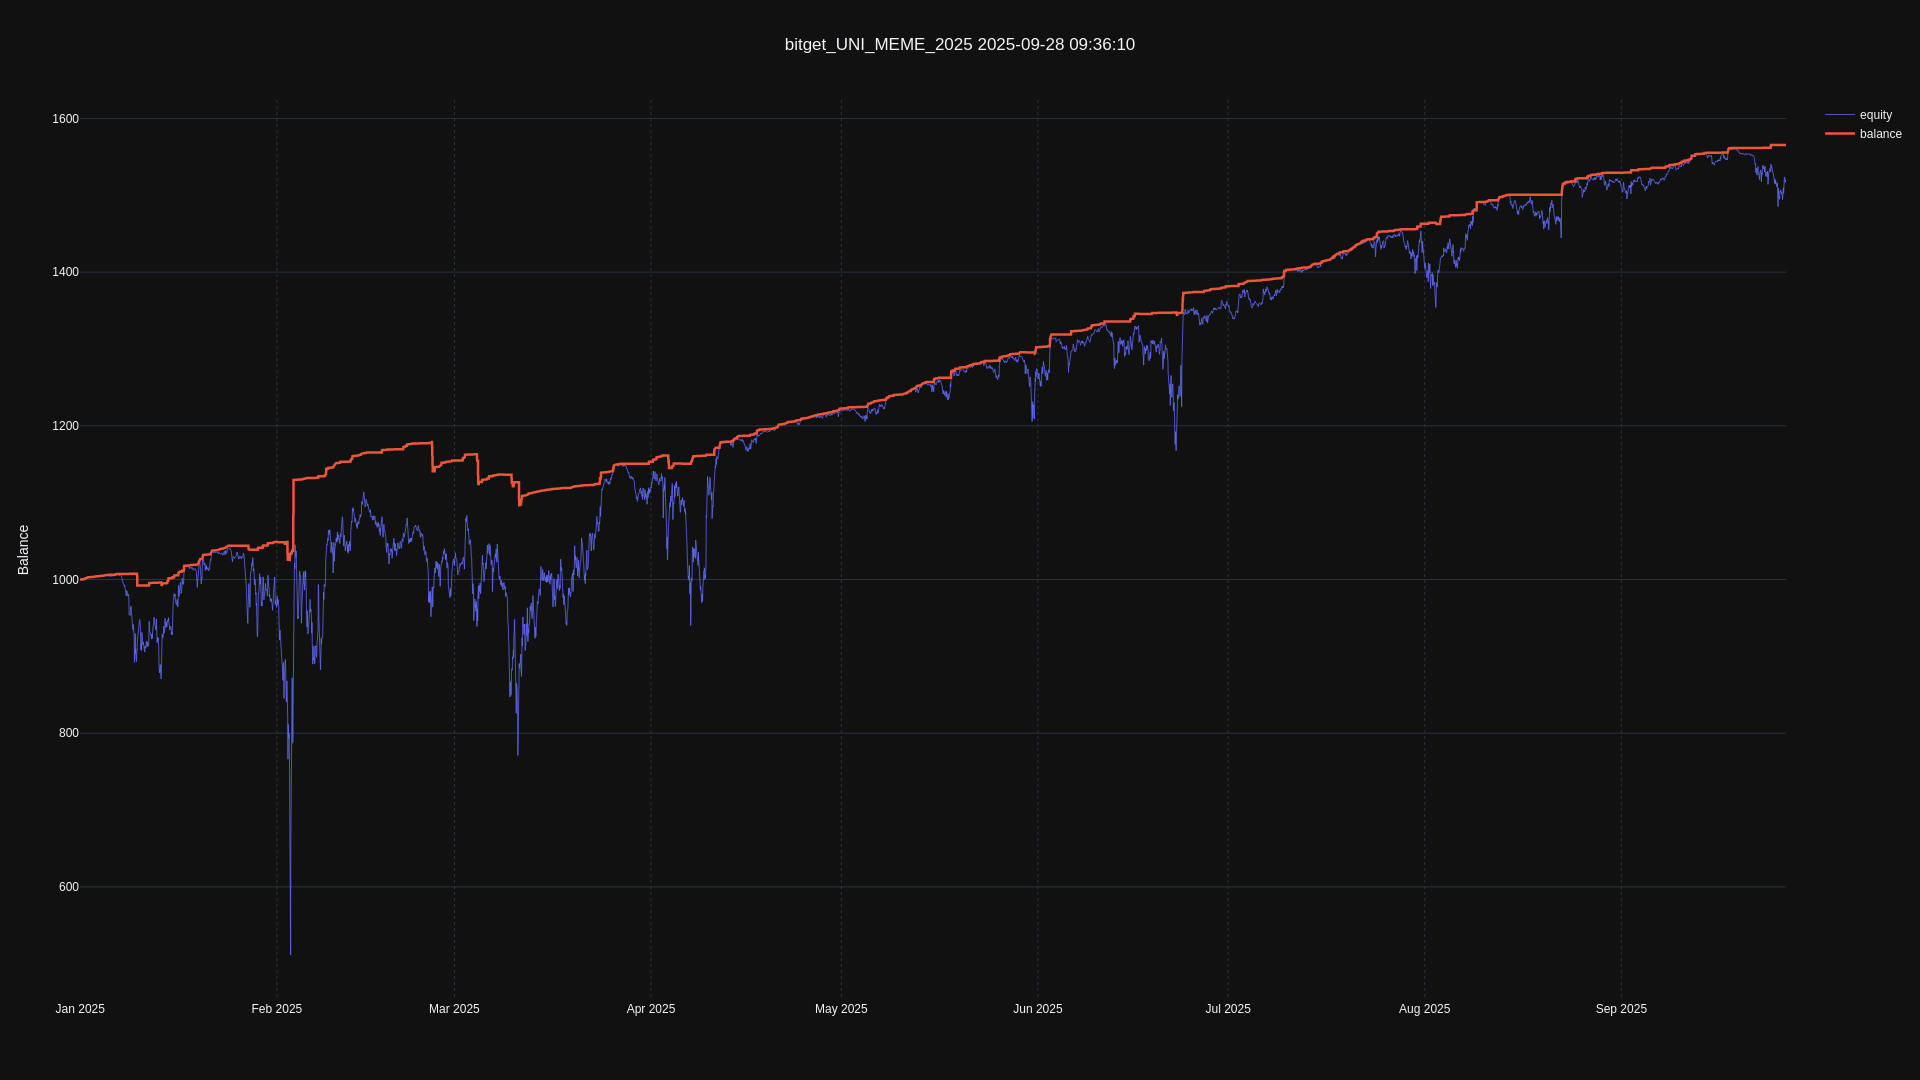 bitget_UNI_MEME_2025 2025-09-28 09:36:10
equity
balance
1600
1400
1200
1000
800
600
Balance
Jan 2025
Feb 2025
Mar 2025
Apr 2025
May 2025
Jun 2025
Jul 2025
Aug 2025
Sep 2025